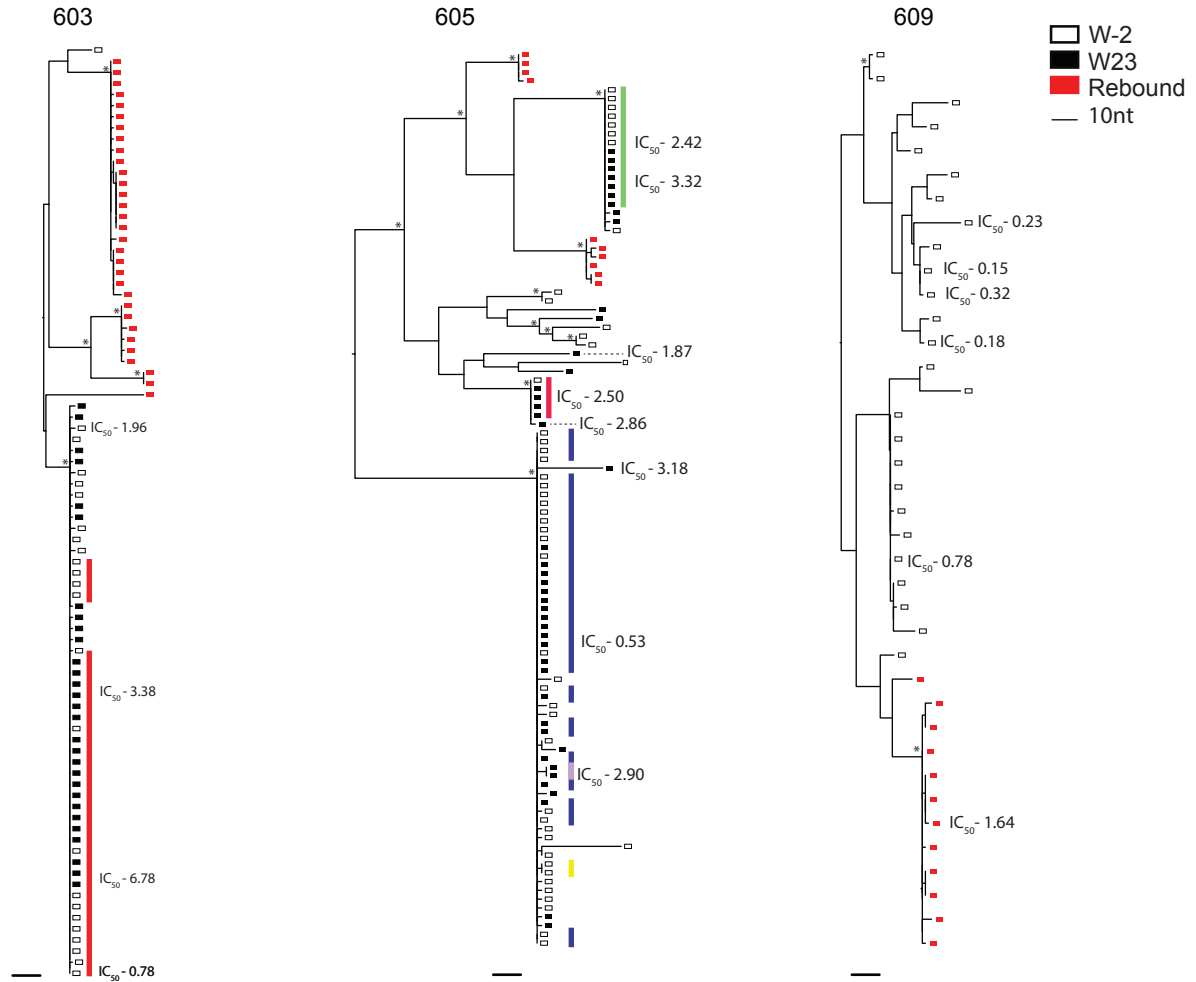 603
605
609
W-2
W23
Rebound
10nt
*
*
*
*
*
IC50- 1.96
IC50- 3.38
IC50- 6.78
IC50- 0.78
*
*
*
IC50- 2.42
IC50- 3.32
*
*
*
*
*
IC50- 1.87
*
IC50- 2.50
IC50- 2.86
*
IC50- 3.18
IC50- 0.53
IC50- 2.90
*
IC50- 0.23
IC50- 0.15
IC50- 0.32
IC50- 0.18
IC50- 0.78
*
IC50- 1.64